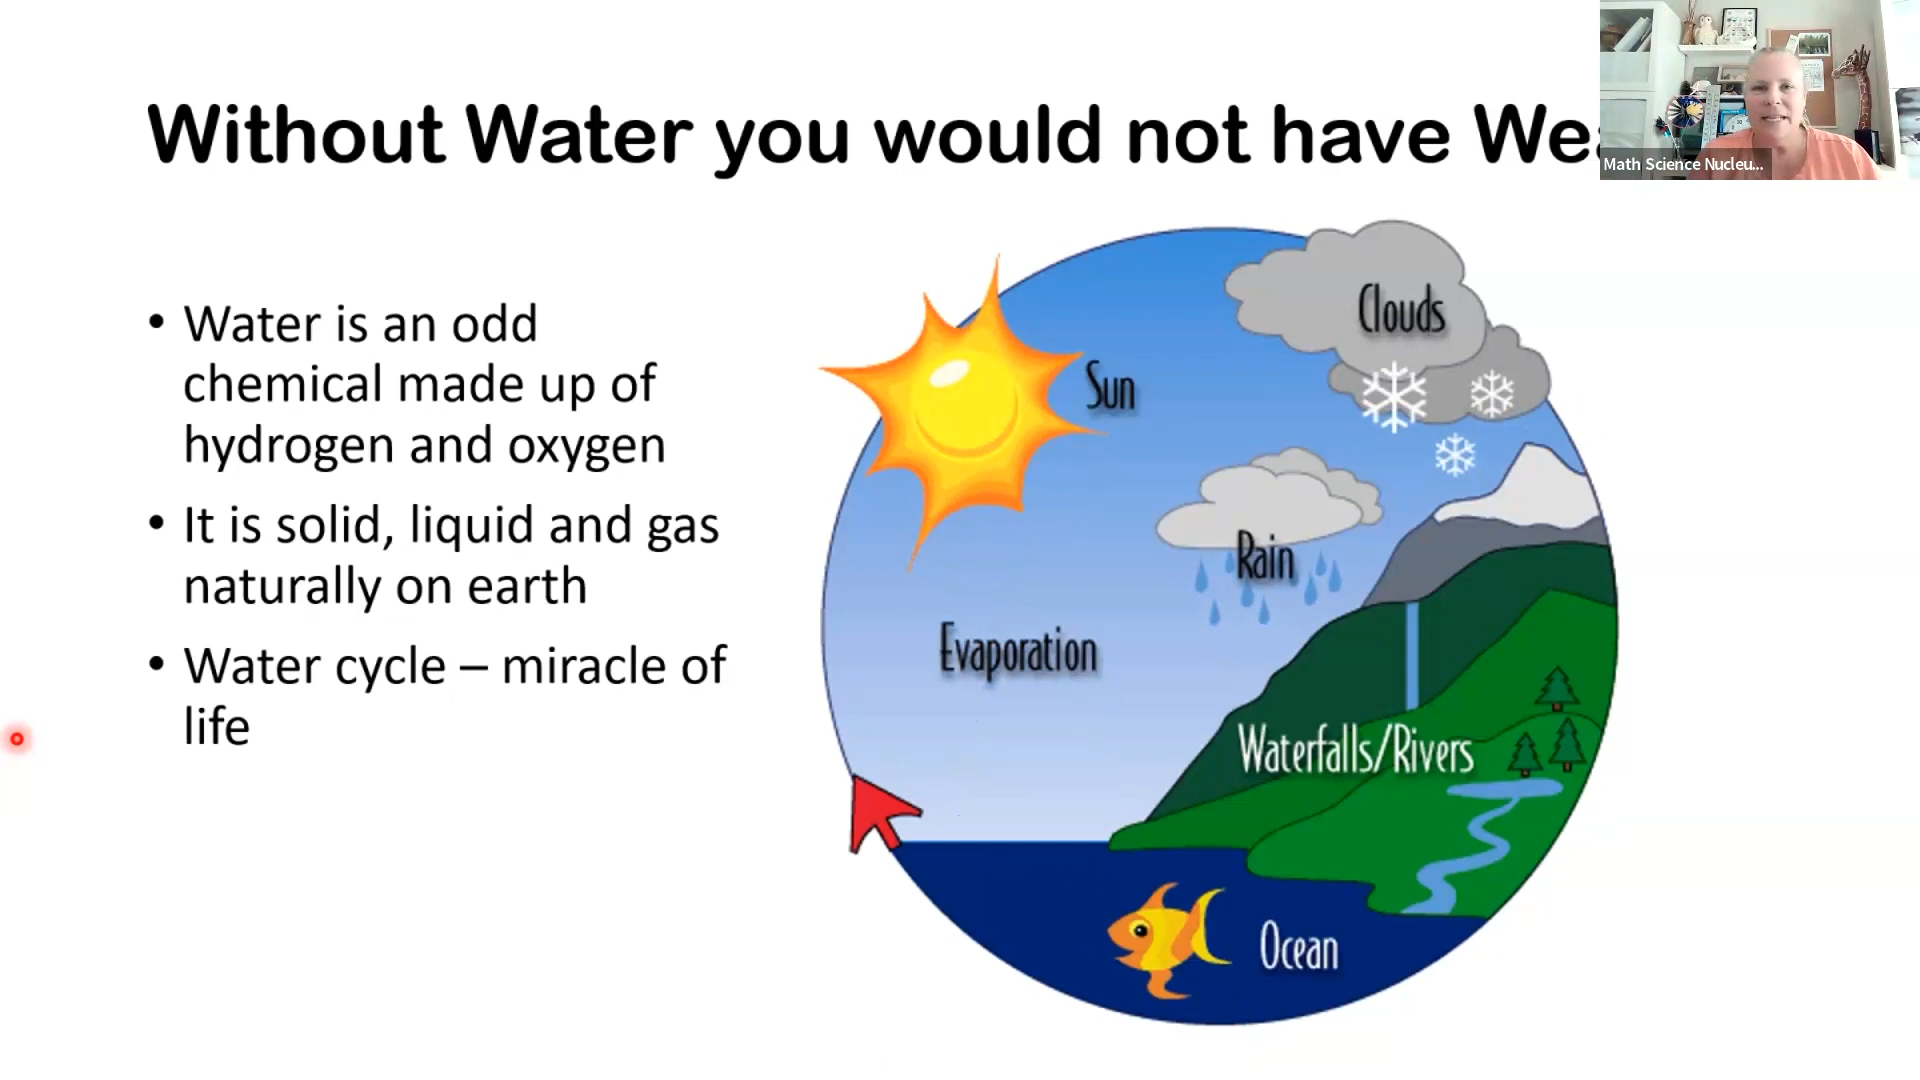 Without Water you would not have
Math Science Nucleu...
• Water is an odd
chemical made up of
hydrogen and oxygen
• It is solid, liquid and gas
naturally on earth
• Water cycle – miracle of
life
Clouds
Sun
Rain
Evaporation
Waterfalls/Rivers
Ocean